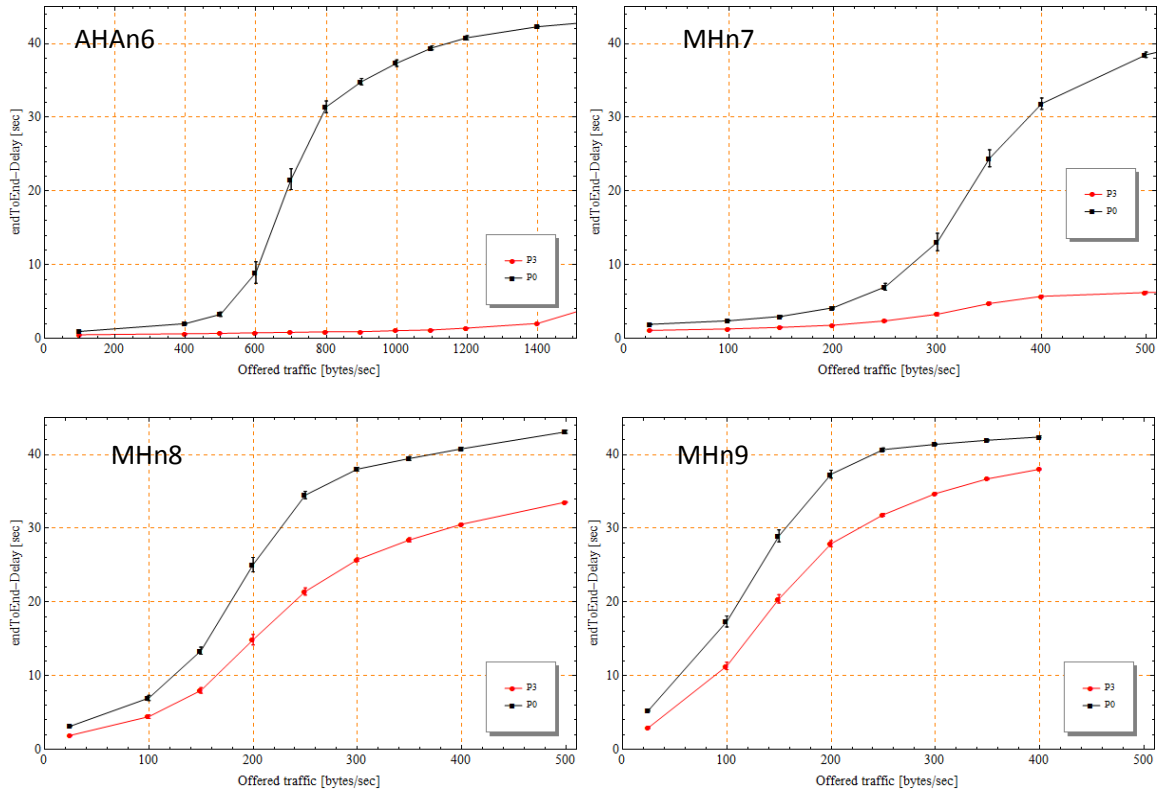 AHAn6
endToEnd-Delay [sec]
40
30
20
10
0
P3
P0
0 200 400 600 800 1000 1200 1400
Offered traffic [bytes/sec]
MHn7
endToEnd-Delay [sec]
40
30
20
10
0
P3
P0
0 100 200 300 400 500
Offered traffic [bytes/sec]
MHn8
endToEnd-Delay [sec]
40
30
20
10
0
P3
P0
0 100 200 300 400 500
Offered traffic [bytes/sec]
MHn9
endToEnd-Delay [sec]
40
30
20
10
0
P3
P0
0 100 200 300 400 500
Offered traffic [bytes/sec]